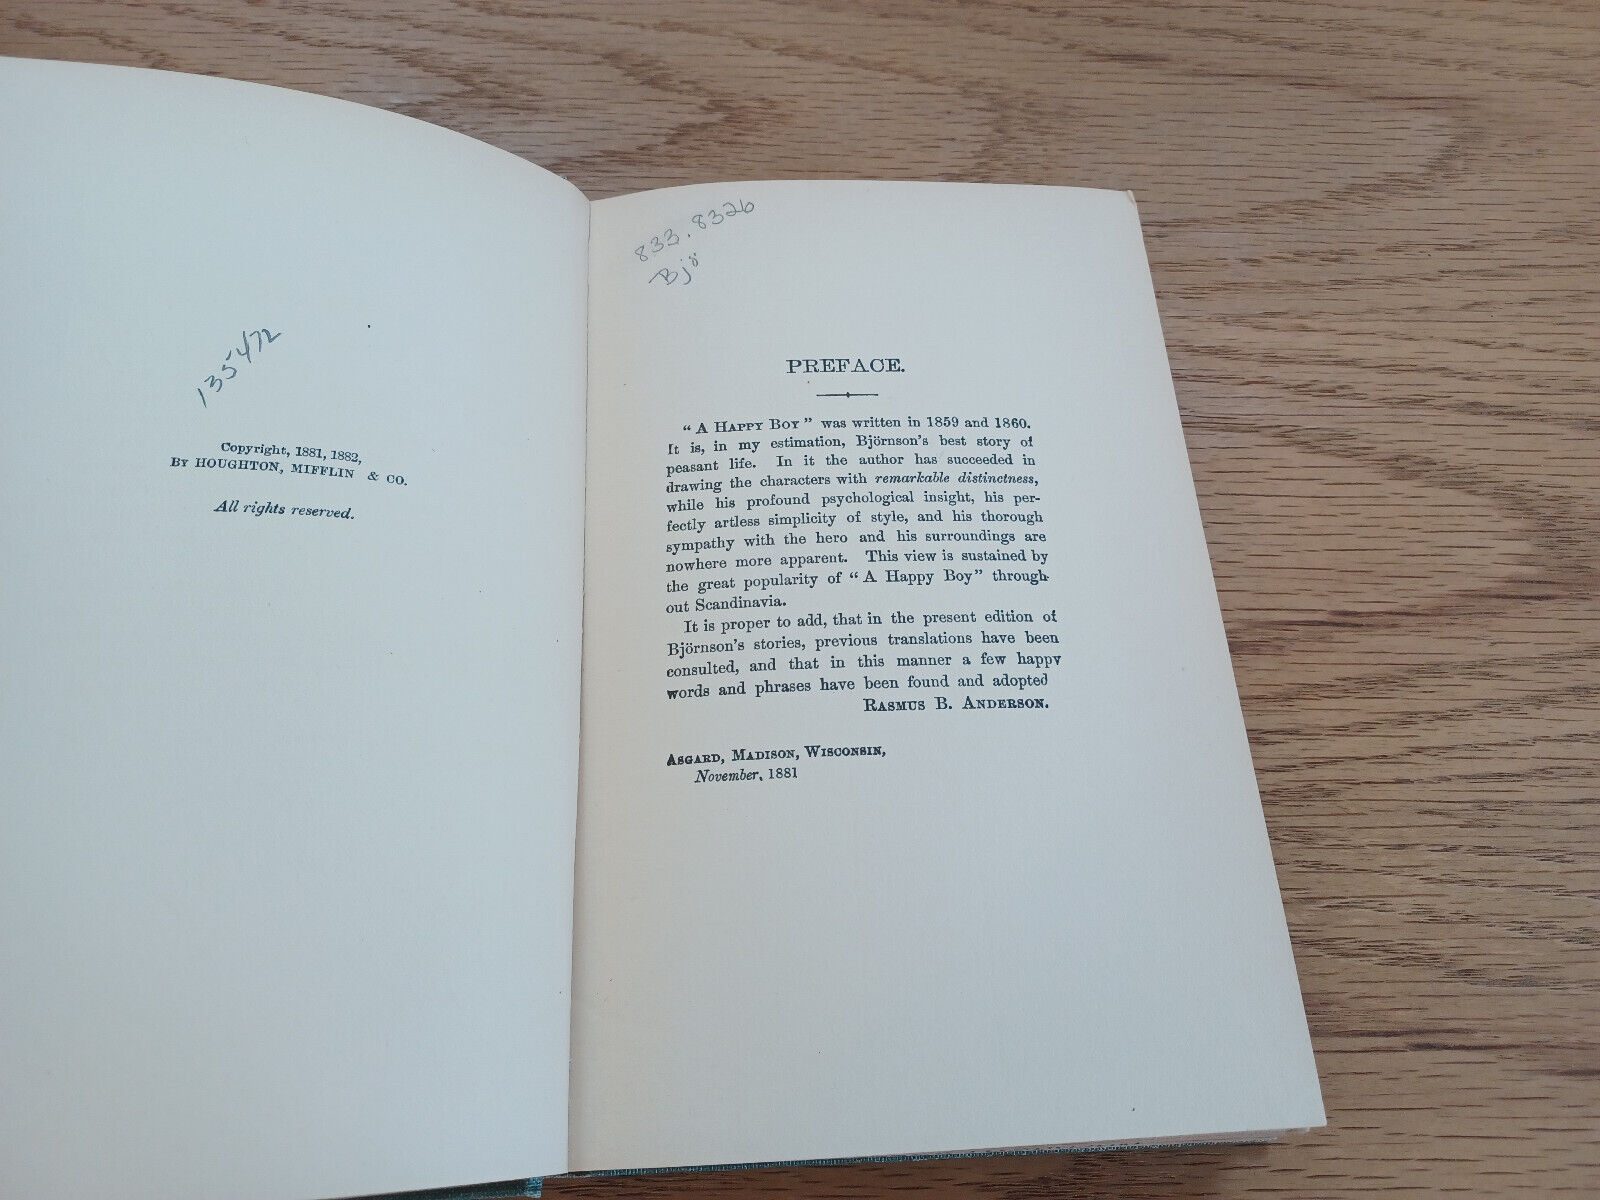 135472
Copyright, 1881, 1882,
BY HOUGHTON, MIFFLIN & CO.
All rights reserved.
833.8326
Bjö
PREFACE.
“A HAPPY BOY” was written in 1859 and 1860.
It is, in my estimation, Björnson's best story of
peasant life. In it the author has succeeded in
drawing the characters with remarkable distinctness,
while his profound psychological insight, his per-
fectly artless simplicity of style, and his thorough
sympathy with the hero and his surroundings are
nowhere more apparent. This view is sustained by
the great popularity of “A Happy Boy” through-
out Scandinavia.
It is proper to add, that in the present edition of
Björnson's stories, previous translations have been
consulted, and that in this manner a few happy
words and phrases have been found and adopted
RASMUS B. ANDERSON.
ASGARD, MADISON, WISCONSIN,
November, 1881